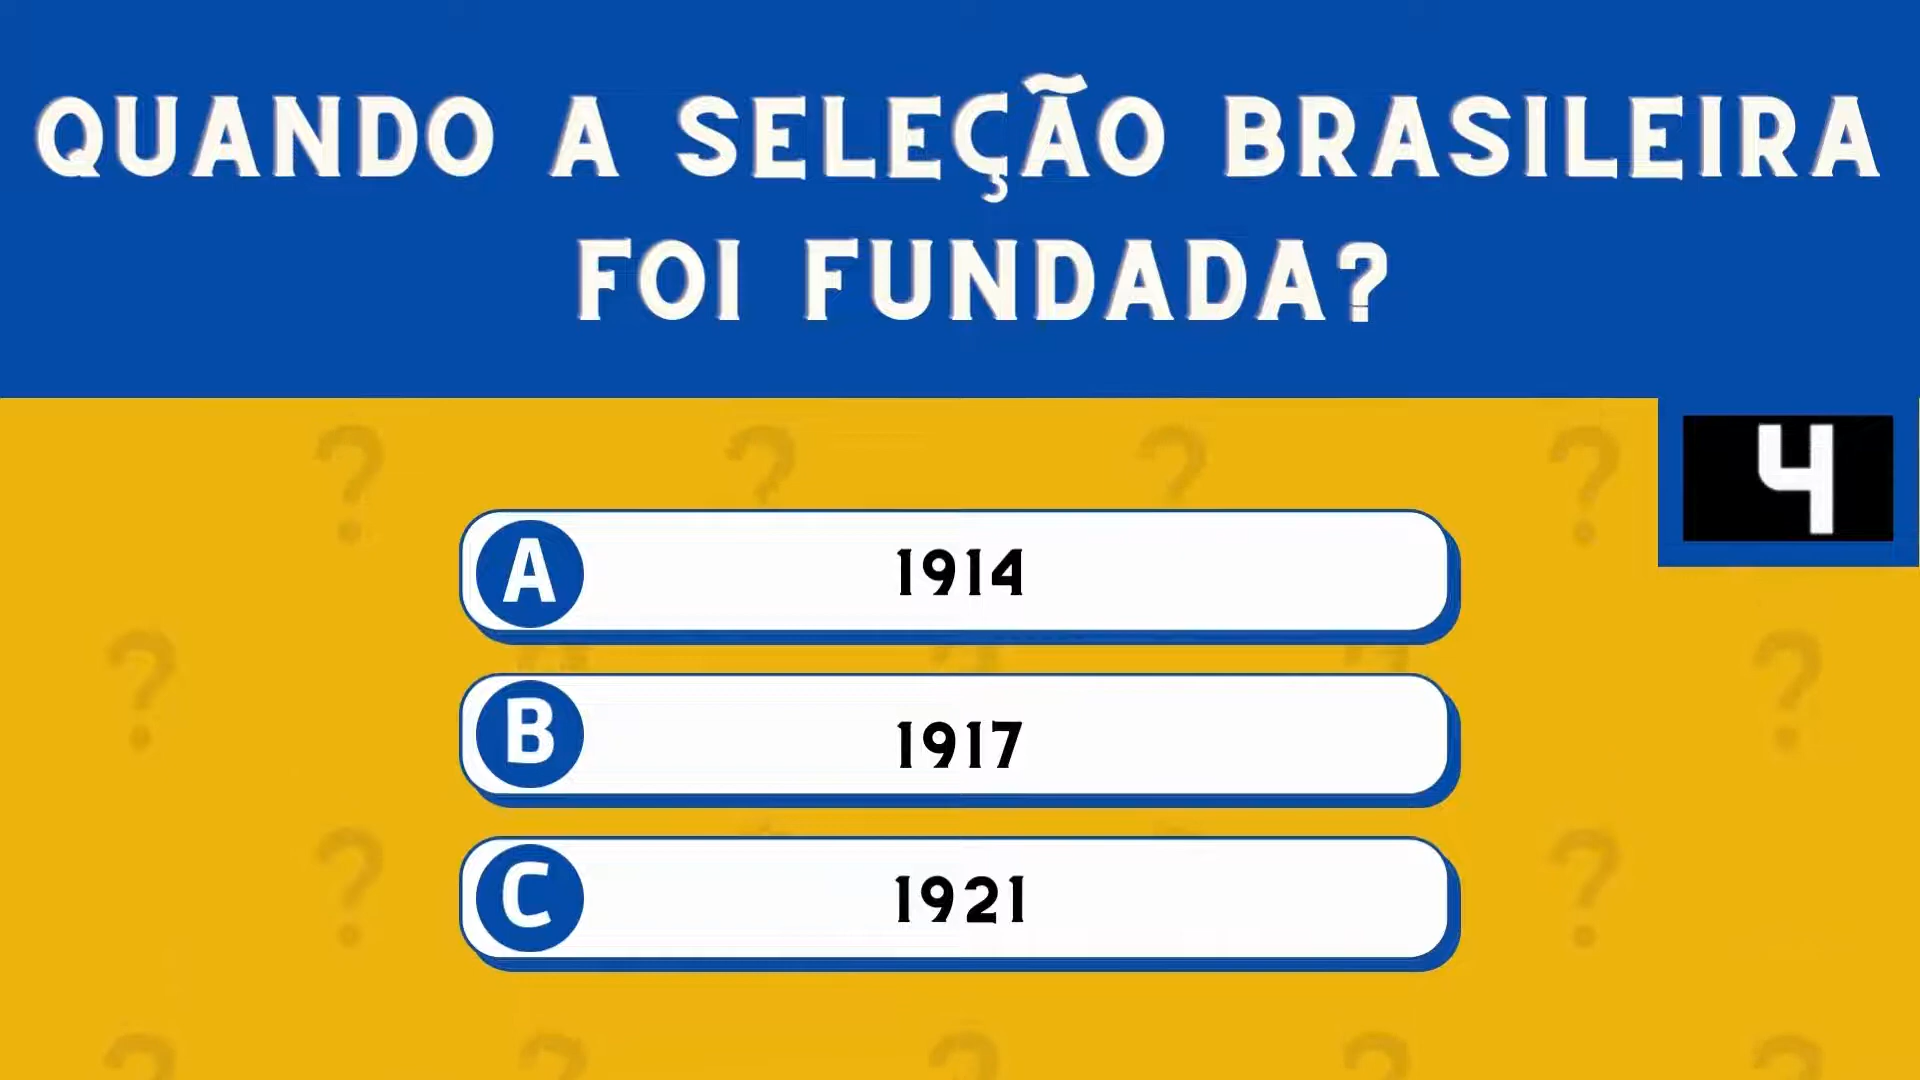 QUANDO A SELEÇÃO BRASILEIRA
FOI FUNDADA?
4
A 1914
B 1917
C 1921